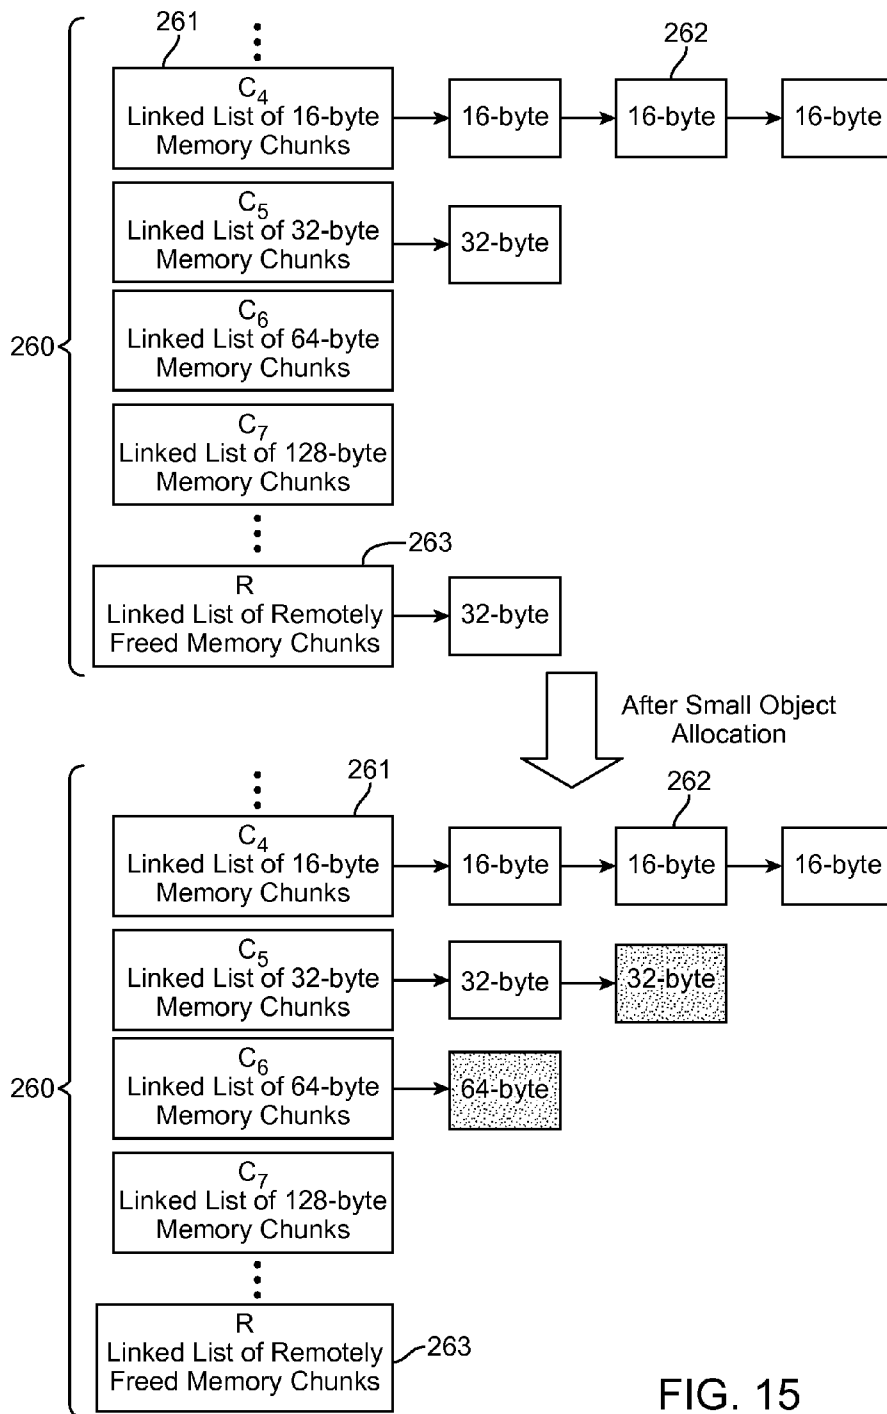 261
262
C4
Linked List of 16-byte
Memory Chunks
16-byte
16-byte
16-byte
C5
Linked List of 32-byte
Memory Chunks
32-byte
C6
Linked List of 64-byte
Memory Chunks
260
C7
Linked List of 128-byte
Memory Chunks
263
R
Linked List of Remotely
Freed Memory Chunks
32-byte
After Small Object
Allocation
261
262
C4
Linked List of 16-byte
Memory Chunks
16-byte
16-byte
16-byte
C5
Linked List of 32-byte
Memory Chunks
32-byte
32-byte
C6
Linked List of 64-byte
Memory Chunks
64-byte
260
C7
Linked List of 128-byte
Memory Chunks
R
Linked List of Remotely
Freed Memory Chunks
263
FIG. 15